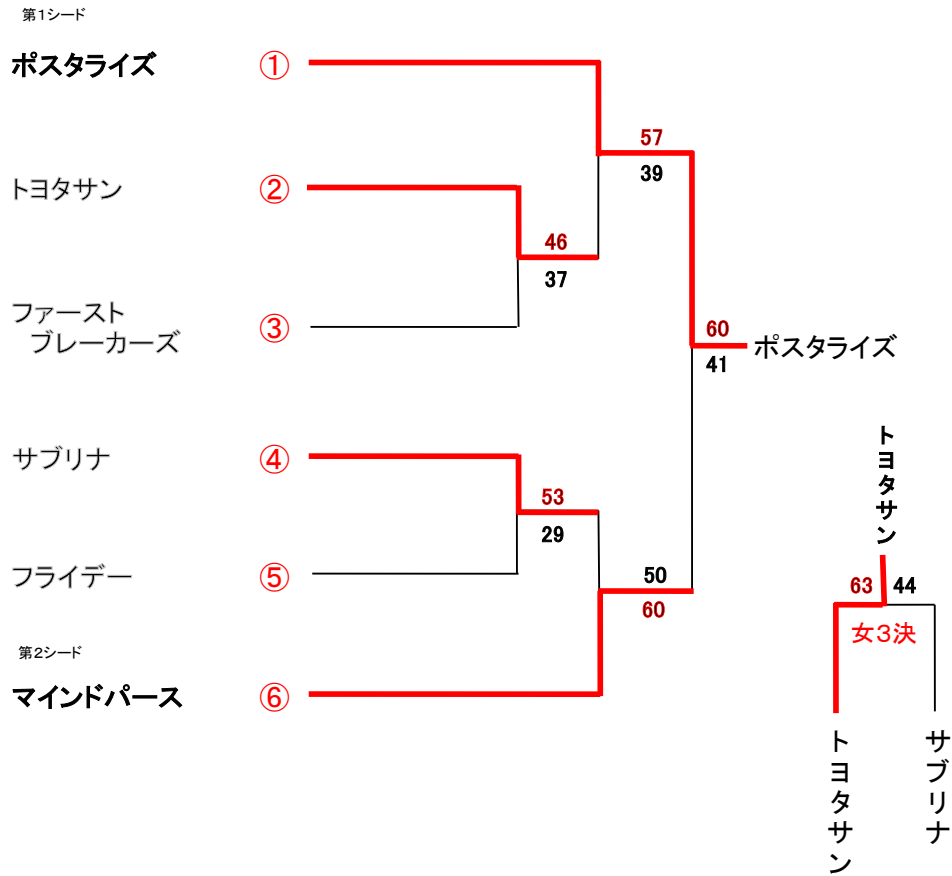 第1シード
ポスタライズ ①
57
39
トヨタサン ②
46
37
ファースト
ブレーカーズ ③
60
41
ポスタライズ
サブリナ ④
53
29
フライデー ⑤
50
60
第2シード
マインドパース ⑥
トヨタサン
63 44
女3決
トヨタサン
サブリナ